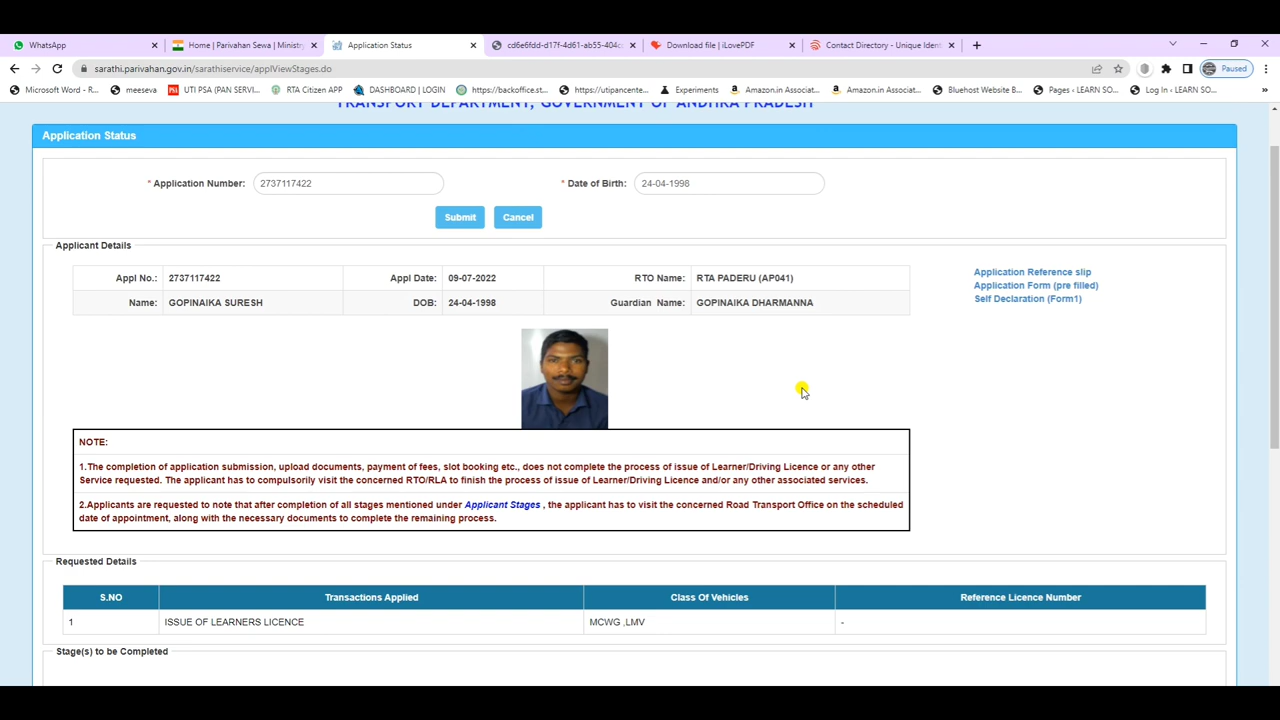 WhatsApp
Home | Parivahan Sewa | Ministry
Application Status
cd6e6fdd-d17f-4d61-ab55-404c
Download file | iLovePDF
Contact Directory - Unique Ident
sarathi.parivahan.gov.in/sarathiservice/applViewStages.do
Paused
Microsoft Word - R... meeseva UTI PSA (PAN SERVI... RTA Citizen APP DASHBOARD | LOGIN https://backoffice.st... https://utipancente... Experiments Amazon.in Associat... Amazon.in Associat... Bluehost Website B... Pages ‹ LEARN SO... Log In ‹ LEARN SO... »
TRANSPORT DEPARTMENT, GOVERNMENT OF ANDHRA PRADESH
Application Status
* Application Number: 2737117422 * Date of Birth: 24-04-1998
Submit Cancel
Applicant Details
Appl No.: 2737117422 Appl Date: 09-07-2022 RTO Name: RTA PADERU (AP041)
Name: GOPINAIKA SURESH DOB: 24-04-1998 Guardian Name: GOPINAIKA DHARMANNA
Application Reference slip
Application Form (pre filled)
Self Declaration (Form1)
NOTE:
1.The completion of application submission, upload documents, payment of fees, slot booking etc., does not complete the process of issue of Learner/Driving Licence or any other
Service requested. The applicant has to compulsorily visit the concerned RTO/RLA to finish the process of issue of Learner/Driving Licence and/or any other associated services.
2.Applicants are requested to note that after completion of all stages mentioned under Applicant Stages , the applicant has to visit the concerned Road Transport Office on the scheduled
date of appointment, along with the necessary documents to complete the remaining process.
Requested Details
S.NO Transactions Applied Class Of Vehicles Reference Licence Number
1 ISSUE OF LEARNERS LICENCE MCWG ,LMV -
Stage(s) to be Completed